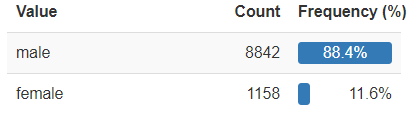 Value Count Frequency (%)
male 8842 88.4%
female 1158 11.6%